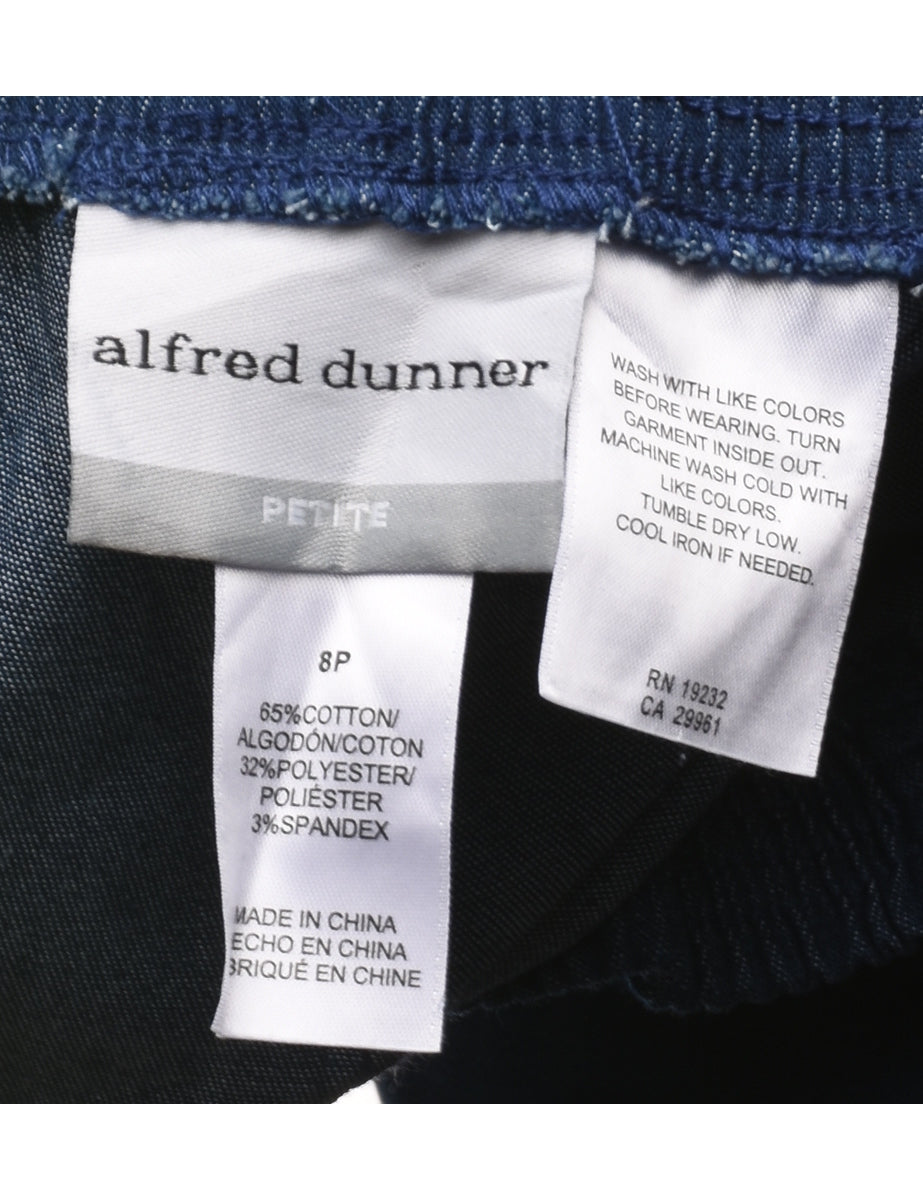 alfred dunner
PETITE
8P
65%COTTON/
ALGODÓN/COTON
32%POLYESTER/
POLIÉSTER
3%SPANDEX
MADE IN CHINA
ECHO EN CHINA
BRIQUÉ EN CHINE
WASH WITH LIKE COLORS
BEFORE WEARING. TURN
GARMENT INSIDE OUT.
MACHINE WASH COLD WITH
LIKE COLORS.
TUMBLE DRY LOW.
COOL IRON IF NEEDED.
RN 19232
CA 29961